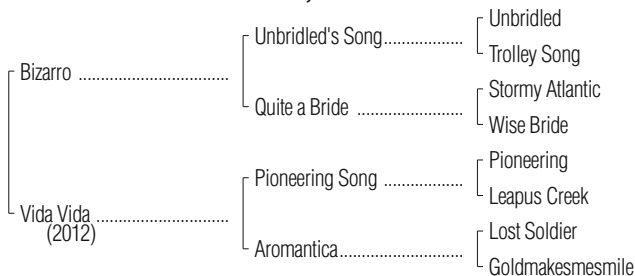 Unbridled
Unbridled's Song
Trolley Song
Bizarro
Stormy Atlantic
Quite a Bride
Wise Bride
Pioneering
Pioneering Song
Leapus Creek
Vida Vida
(2012)
Lost Soldier
Aromantica
Goldmakesmesmile